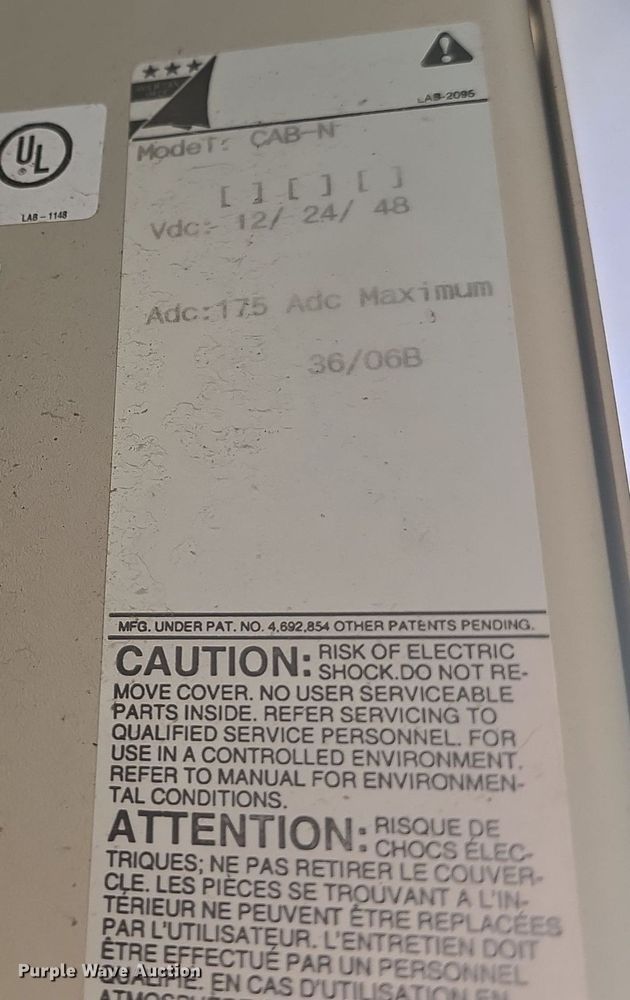 UL
®
LAB-1148
LAB-2095
Model: CAB-N
[ ] [ ] [ ]
Vdc:- 12/ 24/ 48
Adc:175 Adc Maximum
36/06B
MFG. UNDER PAT. NO. 4,692,854 OTHER PATENTS PENDING.
CAUTION: RISK OF ELECTRIC
SHOCK.DO NOT RE-
MOVE COVER. NO USER SERVICEABLE
PARTS INSIDE. REFER SERVICING TO
QUALIFIED SERVICE PERSONNEL. FOR
USE IN A CONTROLLED ENVIRONMENT.
REFER TO MANUAL FOR ENVIRONMEN-
TAL CONDITIONS.
ATTENTION: RISQUE DE
CHOCS ÉLEC-
TRIQUES; NE PAS RETIRER LE COUVER-
CLE. LES PIÈCES SE TROUVANT A L'IN-
TÉRIEUR NE PEUVENT ÊTRE REPLACÉES
PAR L'UTILISATEUR. L'ENTRETIEN DOIT
ÊTRE EFFECTUÉ PAR UN PERSONNEL
QUALIFIÉ. EN CAS D'UTILISATION EN
Purple Wave Auction